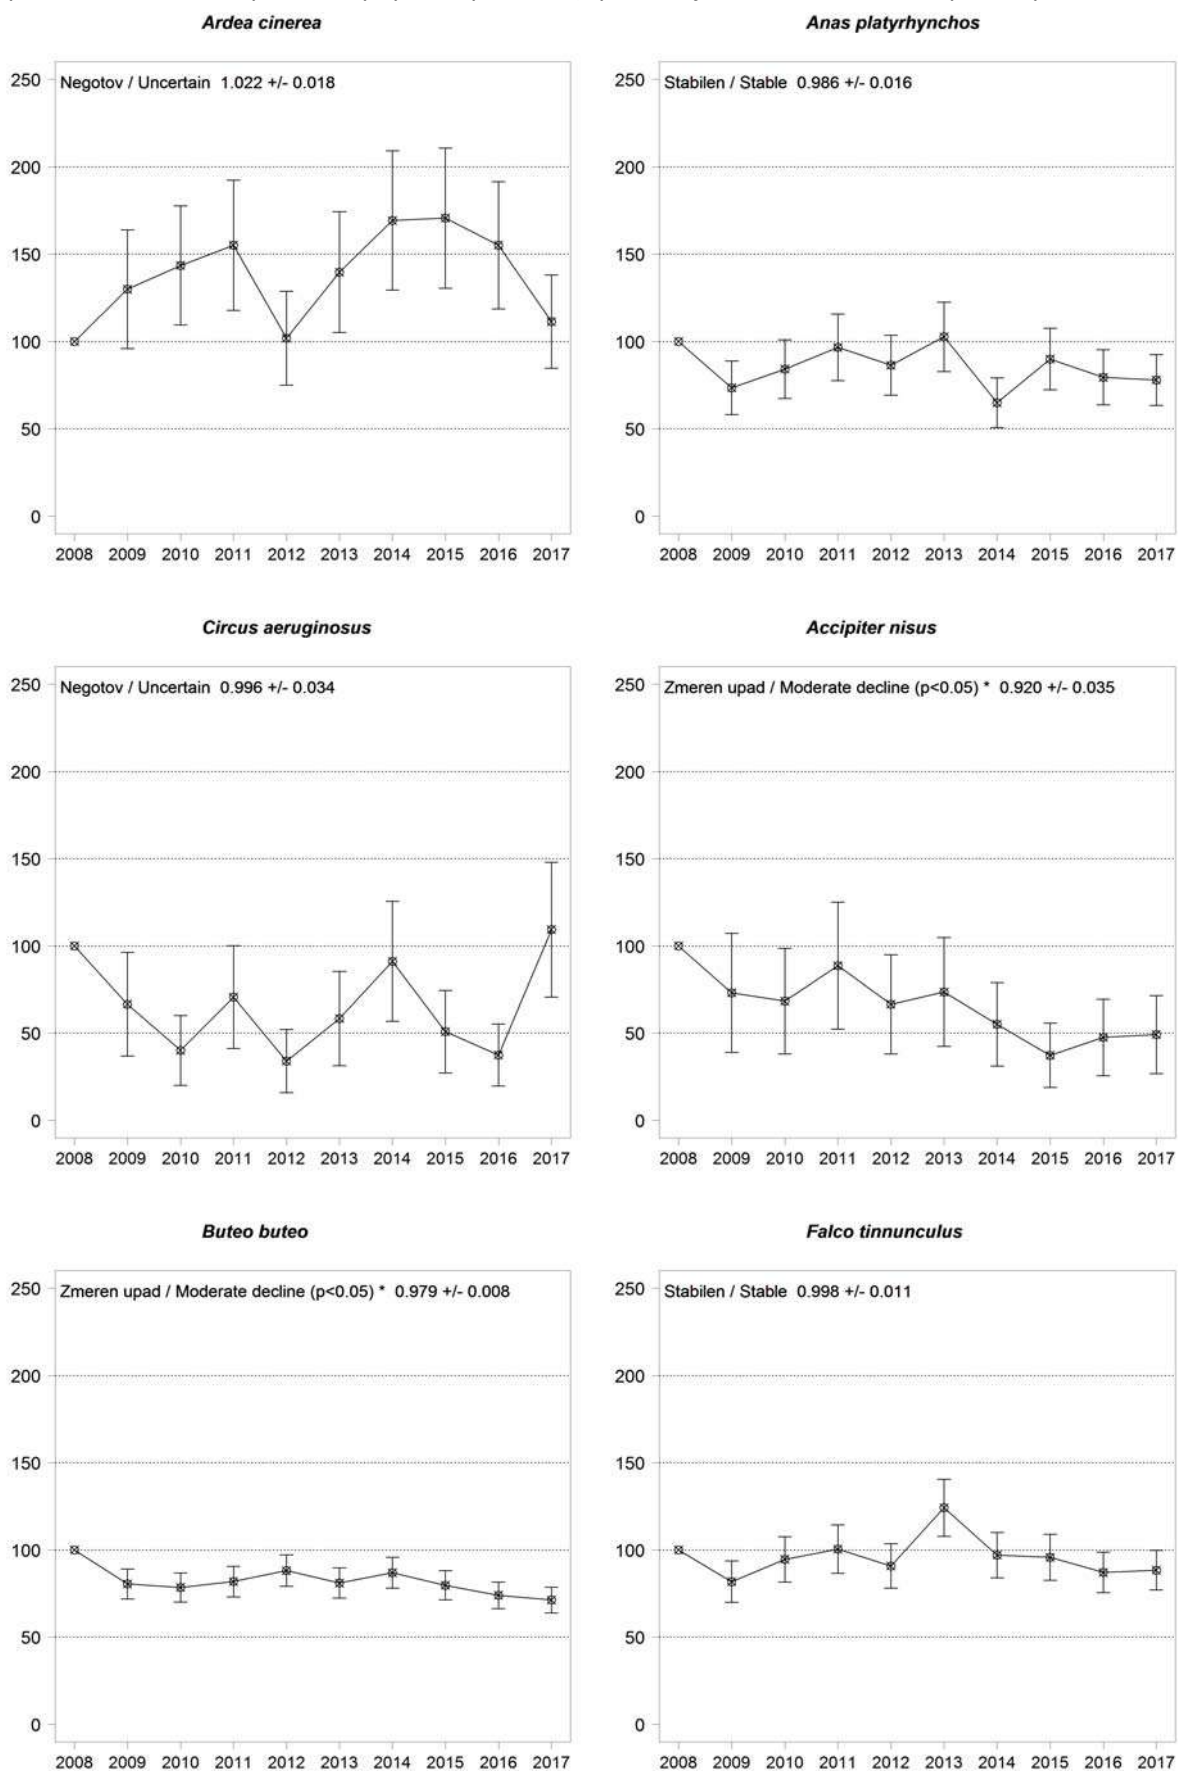 Ardea cinerea
Negotov / Uncertain 1.022 +/- 0.018
250
200
150
100
50
0
2008 2009 2010 2011 2012 2013 2014 2015 2016 2017
Anas platyrhynchos
Stabilen / Stable 0.986 +/- 0.016
250
200
150
100
50
0
2008 2009 2010 2011 2012 2013 2014 2015 2016 2017
Circus aeruginosus
Negotov / Uncertain 0.996 +/- 0.034
250
200
150
100
50
0
2008 2009 2010 2011 2012 2013 2014 2015 2016 2017
Accipiter nisus
Zmeren upad / Moderate decline (p<0.05) * 0.920 +/- 0.035
250
200
150
100
50
0
2008 2009 2010 2011 2012 2013 2014 2015 2016 2017
Buteo buteo
Zmeren upad / Moderate decline (p<0.05) * 0.979 +/- 0.008
250
200
150
100
50
0
2008 2009 2010 2011 2012 2013 2014 2015 2016 2017
Falco tinnunculus
Stabilen / Stable 0.998 +/- 0.011
250
200
150
100
50
0
2008 2009 2010 2011 2012 2013 2014 2015 2016 2017